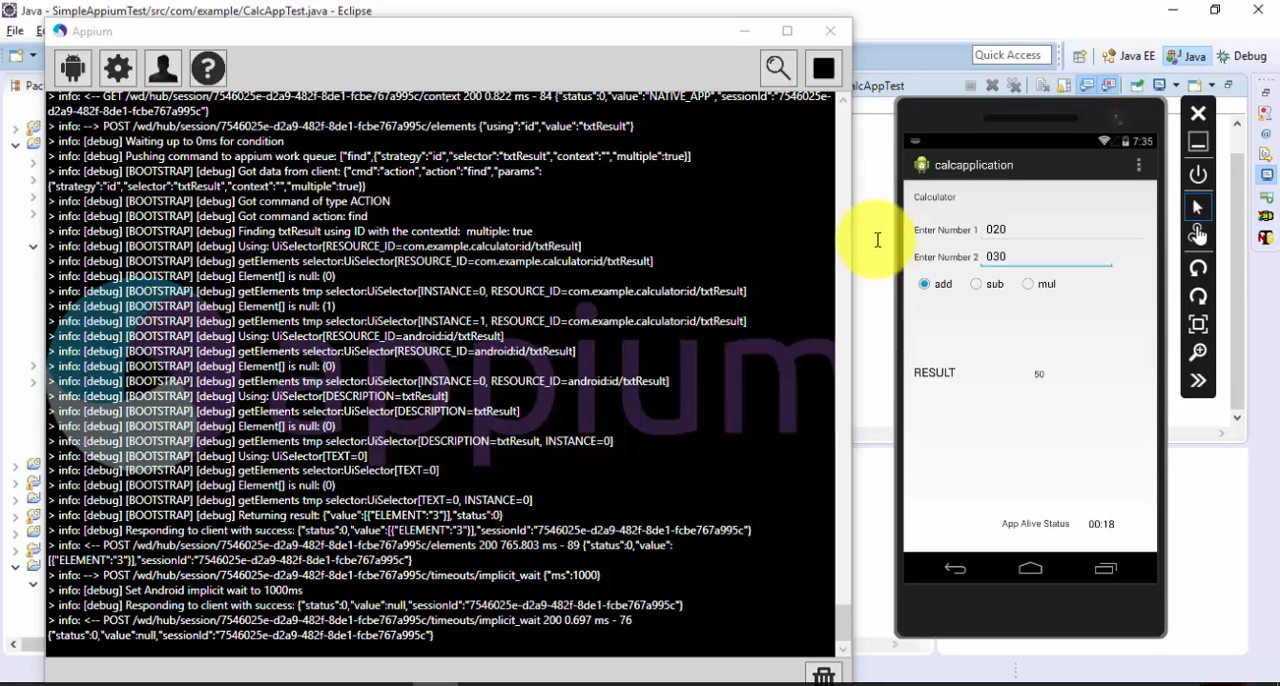 Java - SimpleAppiumTest/src/com/example/CalcAppTest.java - Eclipse
File
Appium
Quick Access
Java EE
Java
Debug
Pac
CalcAppTest
> info: <-- GET /wd/hub/session/7546025e-d2a9-482f-8de1-fcbe767a995c/context 200 0.822 ms - 84 {"status":0,"value":"NATIVE_APP","sessionId":"7546025e-
d2a9-482f-8de1-fcbe767a995c"}
> info: --> POST /wd/hub/session/7546025e-d2a9-482f-8de1-fcbe767a995c/elements {"using":"id","value":"txtResult"}
> info: [debug] Waiting up to 0ms for condition
> info: [debug] Pushing command to appium work queue: ["find",{"strategy":"id","selector":"txtResult","context":"","multiple":true}]
> info: [debug] [BOOTSTRAP] [debug] Got data from client: {"cmd":"action","action":"find","params":
{"strategy":"id","selector":"txtResult","context":"","multiple":true}}
> info: [debug] [BOOTSTRAP] [debug] Got command of type ACTION
> info: [debug] [BOOTSTRAP] [debug] Got command action: find
> info: [debug] [BOOTSTRAP] [debug] Finding txtResult using ID with the contextId:  multiple: true
> info: [debug] [BOOTSTRAP] [debug] Using: UiSelector[RESOURCE_ID=com.example.calculator:id/txtResult]
> info: [debug] [BOOTSTRAP] [debug] getElements selector:UiSelector[RESOURCE_ID=com.example.calculator:id/txtResult]
> info: [debug] [BOOTSTRAP] [debug] Element[] is null: (0)
> info: [debug] [BOOTSTRAP] [debug] getElements tmp selector:UiSelector[INSTANCE=0, RESOURCE_ID=com.example.calculator:id/txtResult]
> info: [debug] [BOOTSTRAP] [debug] Element[] is null: (1)
> info: [debug] [BOOTSTRAP] [debug] getElements tmp selector:UiSelector[INSTANCE=1, RESOURCE_ID=com.example.calculator:id/txtResult]
> info: [debug] [BOOTSTRAP] [debug] Using: UiSelector[RESOURCE_ID=android:id/txtResult]
> info: [debug] [BOOTSTRAP] [debug] getElements selector:UiSelector[RESOURCE_ID=android:id/txtResult]
> info: [debug] [BOOTSTRAP] [debug] Element[] is null: (0)
> info: [debug] [BOOTSTRAP] [debug] getElements tmp selector:UiSelector[INSTANCE=0, RESOURCE_ID=android:id/txtResult]
> info: [debug] [BOOTSTRAP] [debug] Using: UiSelector[DESCRIPTION=txtResult]
> info: [debug] [BOOTSTRAP] [debug] getElements selector:UiSelector[DESCRIPTION=txtResult]
> info: [debug] [BOOTSTRAP] [debug] Element[] is null: (0)
> info: [debug] [BOOTSTRAP] [debug] getElements tmp selector:UiSelector[DESCRIPTION=txtResult, INSTANCE=0]
> info: [debug] [BOOTSTRAP] [debug] Using: UiSelector[TEXT=0]
> info: [debug] [BOOTSTRAP] [debug] getElements selector:UiSelector[TEXT=0]
> info: [debug] [BOOTSTRAP] [debug] Element[] is null: (0)
> info: [debug] [BOOTSTRAP] [debug] getElements tmp selector:UiSelector[TEXT=0, INSTANCE=0]
> info: [debug] [BOOTSTRAP] [debug] Returning result: {"value":[{"ELEMENT":"3"}],"status":0}
> info: [debug] Responding to client with success: {"status":0,"value":[{"ELEMENT":"3"}],"sessionId":"7546025e-d2a9-482f-8de1-fcbe767a995c"}
> info: <-- POST /wd/hub/session/7546025e-d2a9-482f-8de1-fcbe767a995c/elements 200 765.803 ms - 89 {"status":0,"value":
[{"ELEMENT":"3"}],"sessionId":"7546025e-d2a9-482f-8de1-fcbe767a995c"}
> info: --> POST /wd/hub/session/7546025e-d2a9-482f-8de1-fcbe767a995c/timeouts/implicit_wait {"ms":1000}
> info: [debug] Set Android implicit wait to 1000ms
> info: [debug] Responding to client with success: {"status":0,"value":null,"sessionId":"7546025e-d2a9-482f-8de1-fcbe767a995c"}
> info: <-- POST /wd/hub/session/7546025e-d2a9-482f-8de1-fcbe767a995c/timeouts/implicit_wait 200 0.697 ms - 76
{"status":0,"value":null,"sessionId":"7546025e-d2a9-482f-8de1-fcbe767a995c"}
appium
7:35
calcapplication
Calculator
Enter Number 1 020
Enter Number 2 030
add sub mul
RESULT 50
App Alive Status 00:18